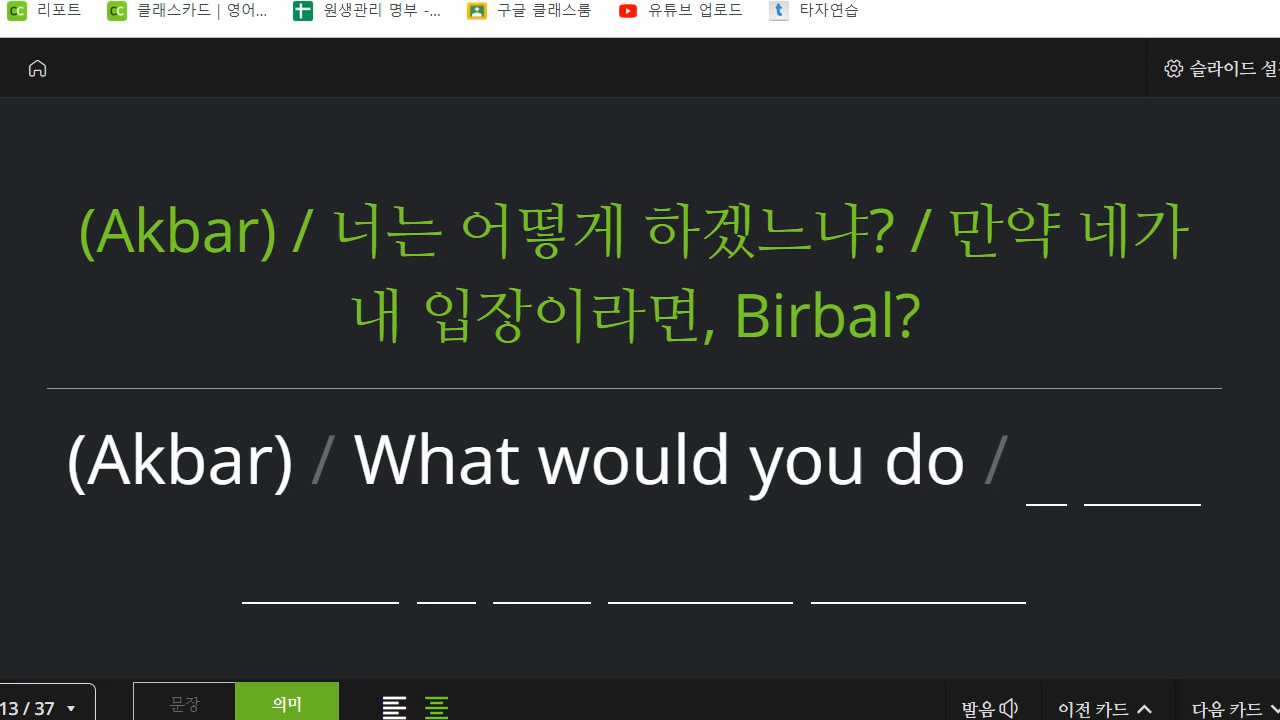 리포트 클래스카드 | 영어... 원생관리 명부 -... 구글 클래스룸 유튜브 업로드 타자연습
슬라이드
(Akbar) / 너는 어떻게 하겠느냐? / 만약 네가
내 입장이라면, Birbal?
(Akbar) / What would you do /
13 / 37 문장 의미 발음 이전 카드 다음 카드